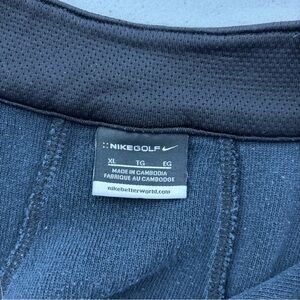 NIKEGOLF
XL TG EG
MADE IN CAMBODIA
FABRIQUÉ AU CAMBODGE
nikebetterworld.com